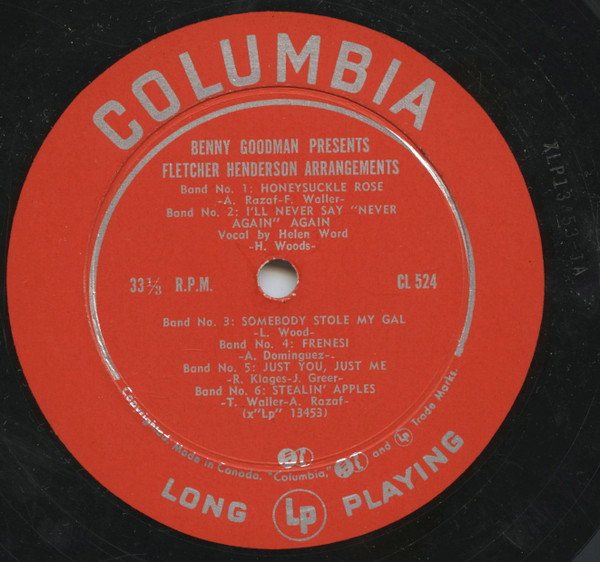 COLUMBIA
BENNY GOODMAN PRESENTS
FLETCHER HENDERSON ARRANGEMENTS
Band No. 1: HONEYSUCKLE ROSE
-A. Razaf-F. Waller-
Band No. 2: I'LL NEVER SAY "NEVER
AGAIN" AGAIN
Vocal by Helen Ward
-H. Woods-
33⅓ R.P.M.
CL 524
Band No. 3: SOMEBODY STOLE MY GAL
-L. Wood-
Band No. 4: FRENESI
-A. Dominguez-.
Band No. 5: JUST YOU, JUST ME
-R. Klages-J. Greer-
Band No. 6: STEALIN' APPLES
-T. Waller-A. Razaf-
(x"Lp" 13453)
Copyrighted. Made in Canada. "Columbia," and Lp Trade Marks.
LONG Lp PLAYING